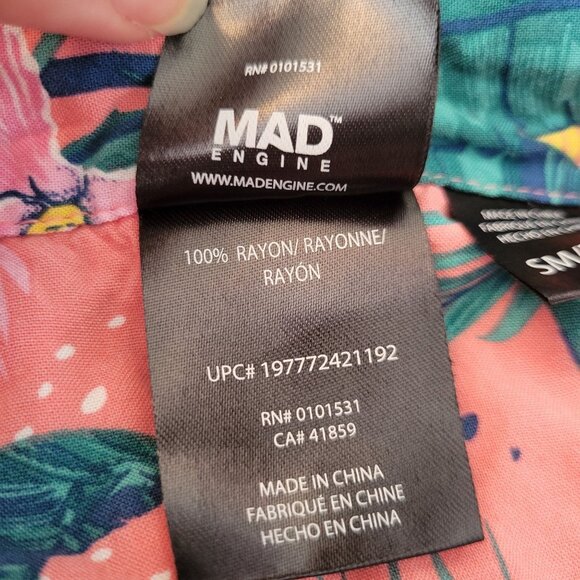 RN# 0101531
MAD™
ENGINE
WWW.MADENGINE.COM
100% RAYON/ RAYONNE/
RAYÓN
UPC# 197772421192
RN# 0101531
CA# 41859
MADE IN CHINA
FABRIQUÉ EN CHINE
HECHO EN CHINA